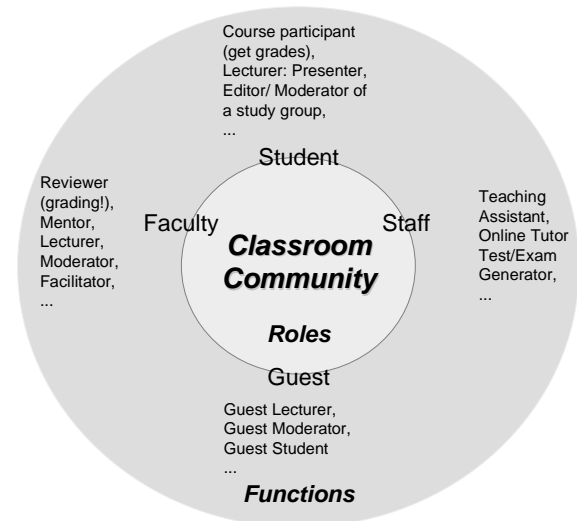 Course participant
(get grades),
Lecturer: Presenter,
Editor/ Moderator of
a study group,
...
Student
Reviewer
(grading!),
Mentor,
Lecturer,
Moderator,
Facilitator,
...
Faculty
Staff
Teaching
Assistant,
Online Tutor
Test/Exam
Generator,
...
Classroom
Community
Roles
Guest
Guest Lecturer,
Guest Moderator,
Guest Student
...
Functions